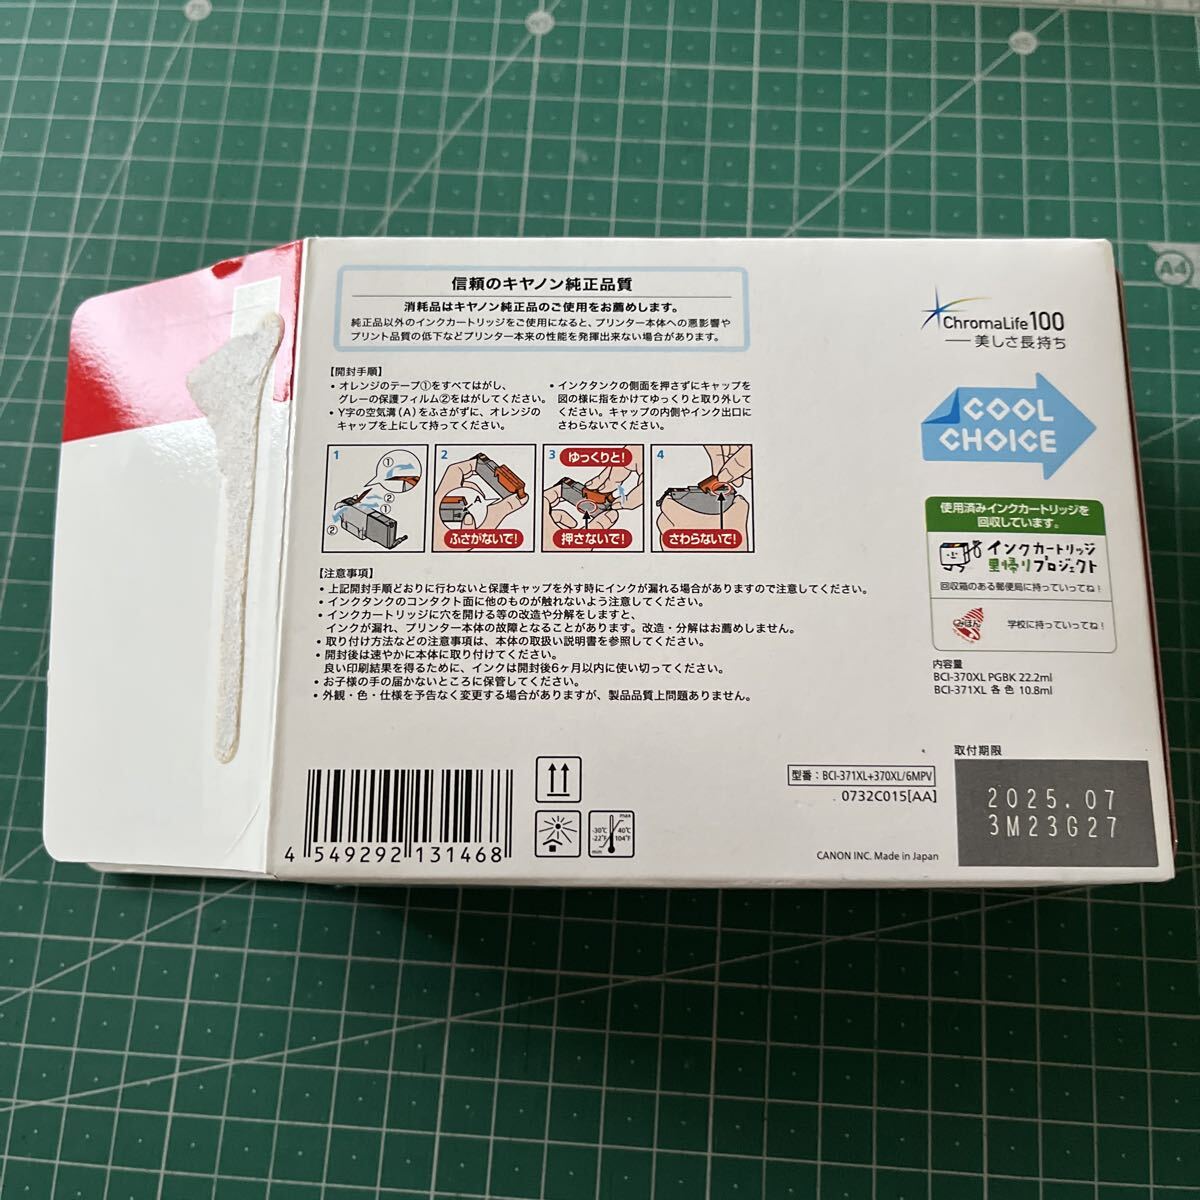 信頼のキヤノン純正品質
消耗品はキヤノン純正品のご使用をお薦めします。
純正品以外のインクカートリッジをご使用になると、プリンター本体への悪影響や
プリント品質の低下などプリンター本来の性能を発揮出来ない場合があります。
【開封手順】
・オレンジのテープ①をすべてはがし、
グレーの保護フィルム②をはがしてください。
・Y字の空気溝(A)をふさがずに、オレンジの
キャップを上にして持ってください。
・インクタンクの側面を押さずにキャップを
図の様に指をかけてゆっくりと取り外して
ください。キャップの内側やインク出口に
さわらないでください。
1
①
②
①
②
2
A
ふさがないで!
3
ゆっくりと!
押さないで!
4
さわらないで!
【注意事項】
・上記開封手順どおりに行わないと保護キャップを外す時にインクが漏れる場合がありますので注意してください。
・インクタンクのコンタクト面に他のものが触れないよう注意してください。
・インクカートリッジに穴を開ける等の改造や分解をしますと、
インクが漏れ、プリンター本体の故障となることがあります。改造・分解はお薦めしません。
・取り付け方法などの注意事項は、本体の取扱い説明書を参照してください。
・開封後は速やかに本体に取り付けてください。
良い印刷結果を得るために、インクは開封後6ヶ月以内に使い切ってください。
・お子様の手の届かないところに保管してください。
・外観・色・仕様を予告なく変更する場合がありますが、製品品質上問題ありません。
ChromaLife100
美しさ長持ち
COOL
CHOICE
使用済みインクカートリッジを
回収しています。
インクカートリッジ
里帰りプロジェクト
回収箱のある郵便局に持っていってね!
みほん
学校に持っていってね!
内容量
BCI-370XL PGBK 22.2ml
BCI-371XL 各色 10.8ml
取付期限
2025.07
3M23G27
型番:BCI-371XL+370XL/6MPV
0732C015[AA]
CANON INC. Made in Japan
4 549292 131468
-30℃
-22°F
min
max
40℃
104°F
A4